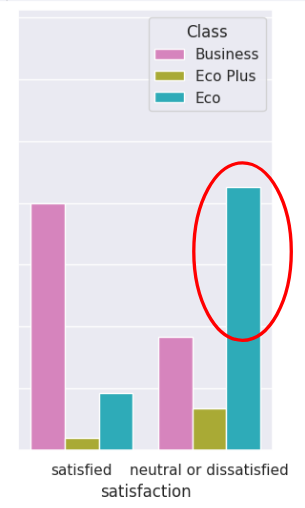 Class
Business
Eco Plus
Eco
satisfied neutral or dissatisfied
satisfaction